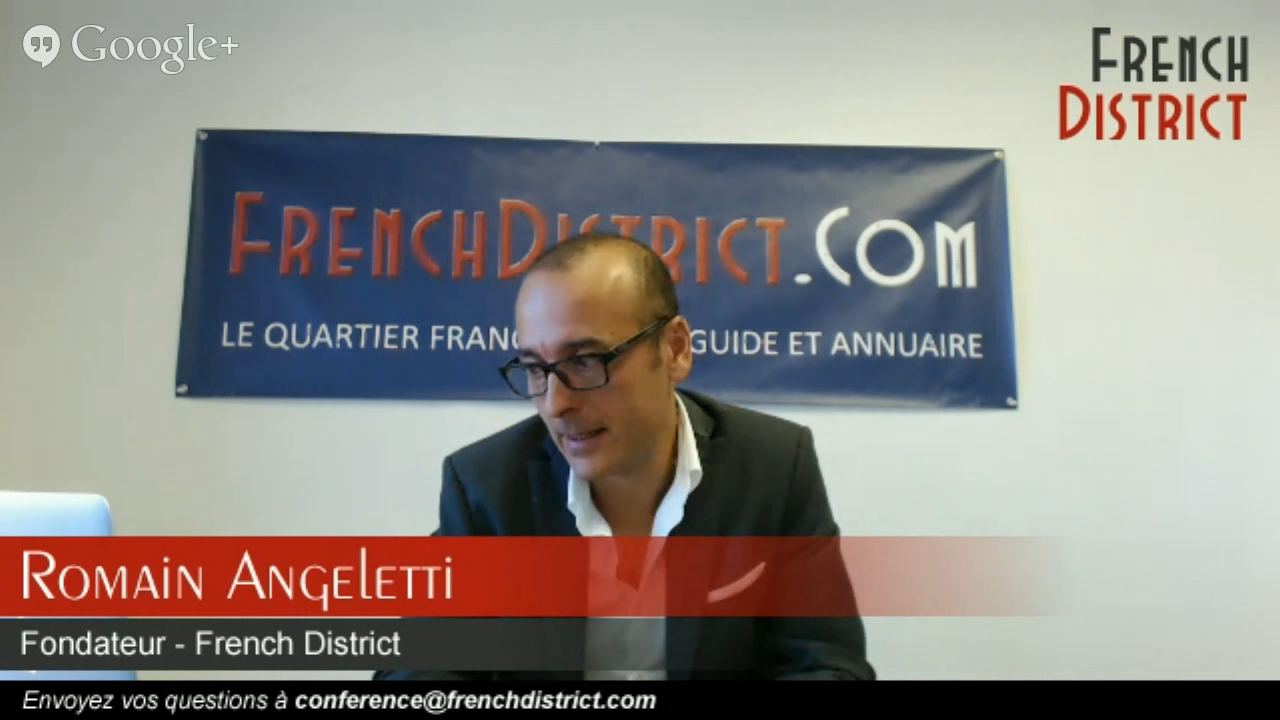 Google+
FRENCH
DISTRICT
FRENCHDISTRICT.COM
LE QUARTIER FRANÇ GUIDE ET ANNUAIRE
Romain Angeletti
Fondateur - French District
Envoyez vos questions à conference@frenchdistrict.com